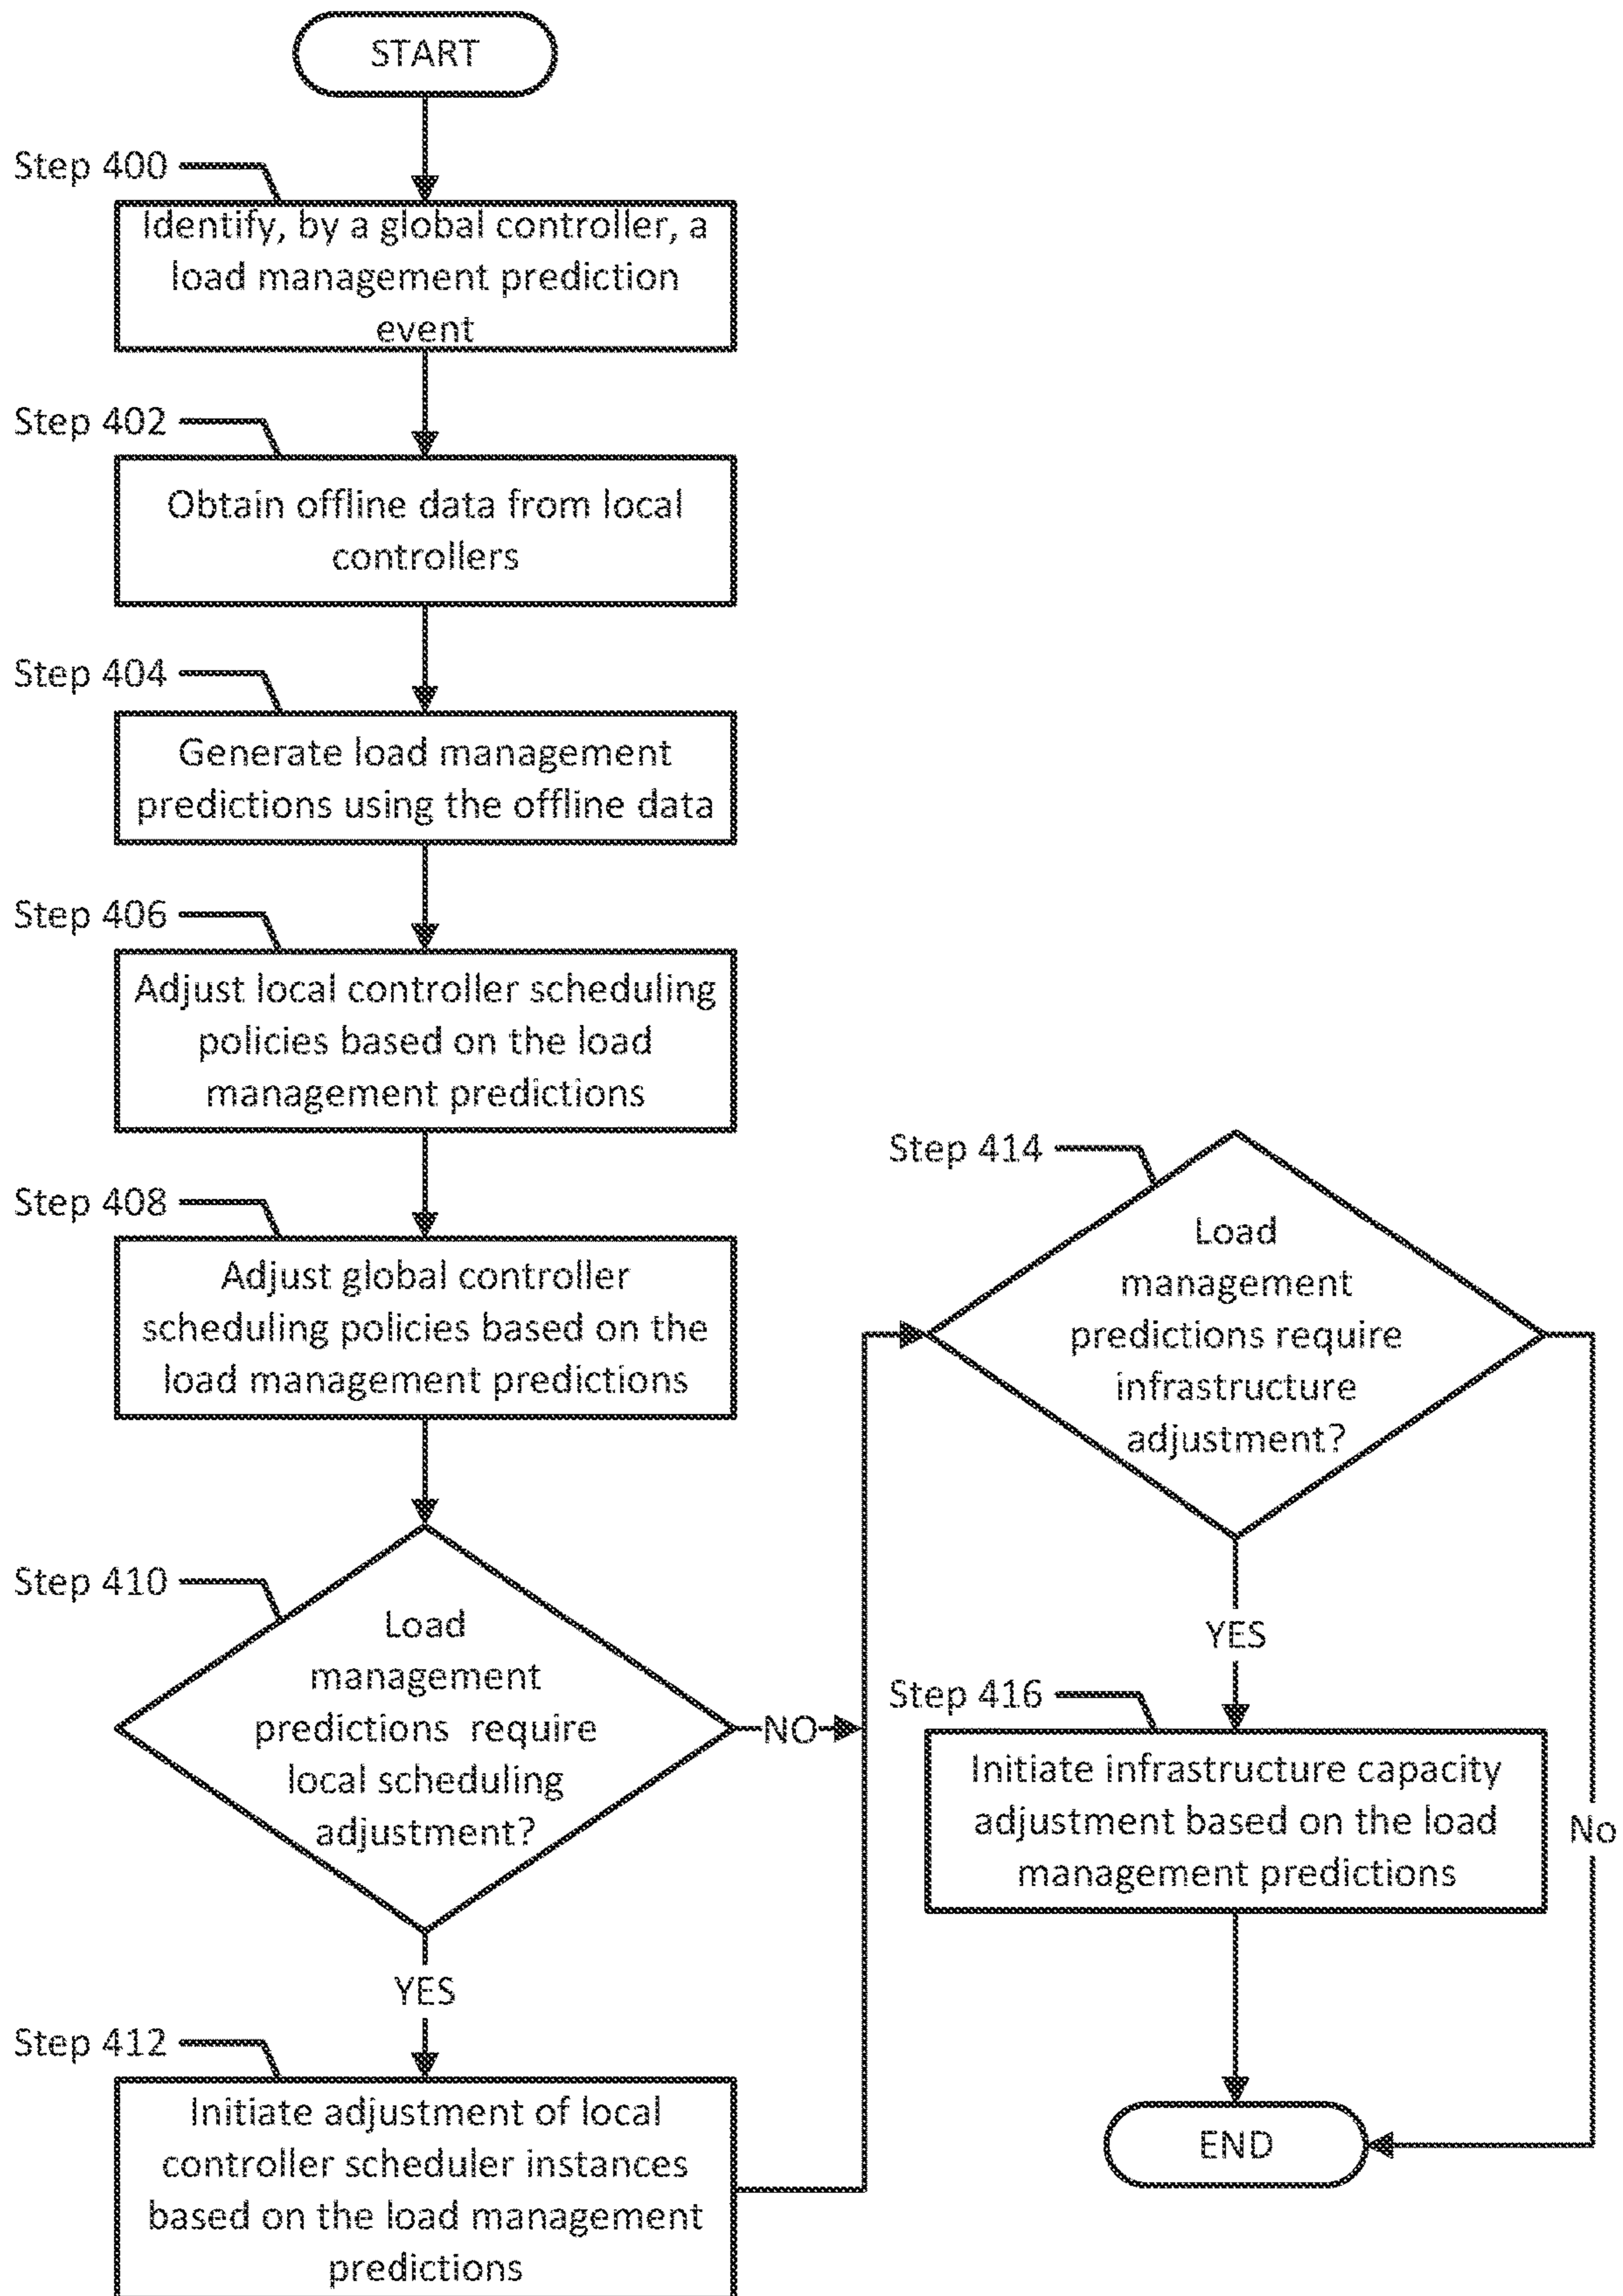 START
Step 400
Identify, by a global controller, a
load management prediction
event
Step 402
Obtain offline data from local
controllers
Step 404
Generate load management
predictions using the offline data
Step 406
Adjust local controller scheduling
policies based on the load
management predictions
Step 408
Adjust global controller
scheduling policies based on the
load management predictions
Step 410
Load
management
predictions require
local scheduling
adjustment?
NO
YES
Step 412
Initiate adjustment of local
controller scheduler instances
based on the load management
predictions
Step 414
Load
management
predictions require
infrastructure
adjustment?
YES
No
Step 416
Initiate infrastructure capacity
adjustment based on the load
management predictions
END